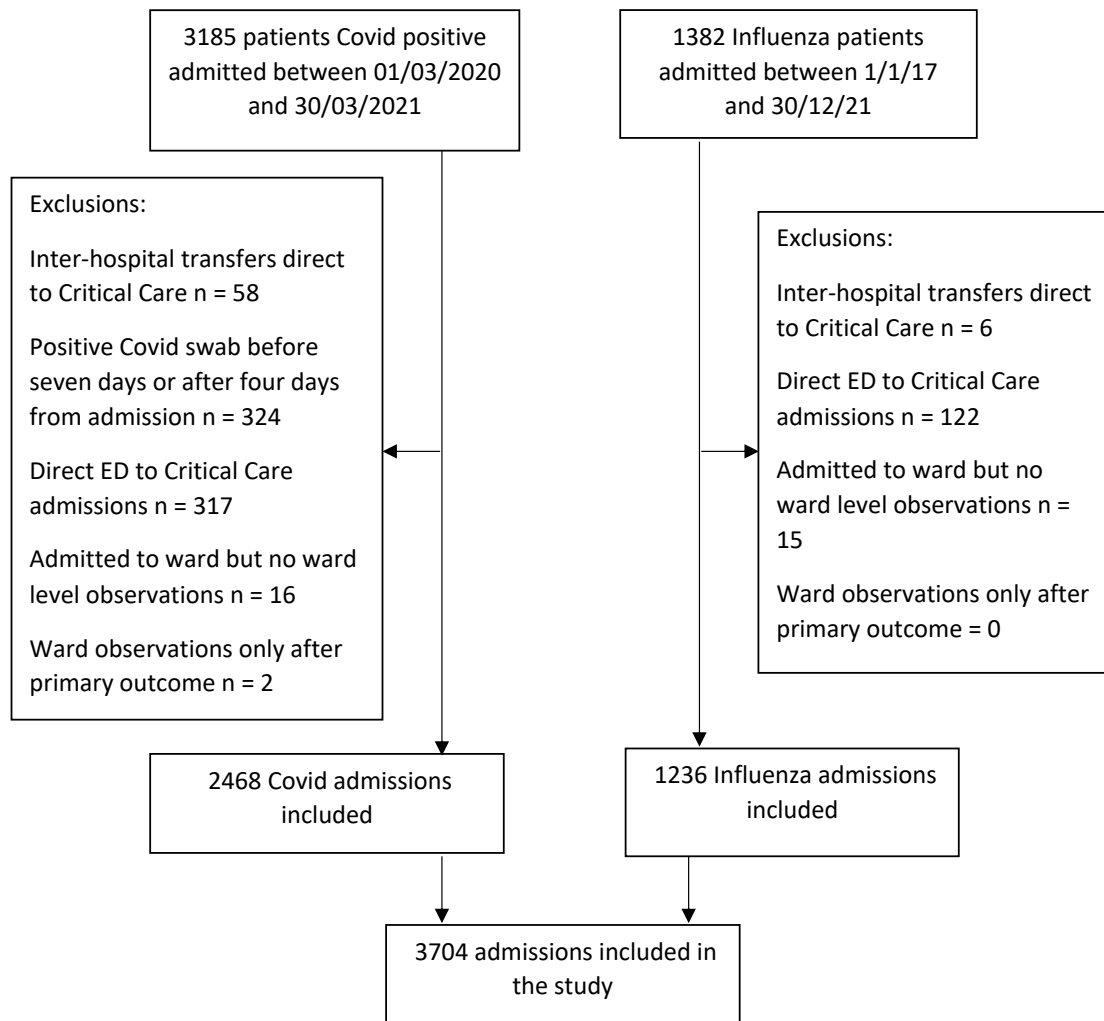 3185 patients Covid positive
admitted between 01/03/2020
and 30/03/2021
1382 Influenza patients
admitted between 1/1/17
and 30/12/21
Exclusions:
Inter-hospital transfers direct
to Critical Care n = 58
Positive Covid swab before
seven days or after four days
from admission n = 324
Direct ED to Critical Care
admissions n = 317
Admitted to ward but no ward
level observations n = 16
Ward observations only after
primary outcome n = 2
Exclusions:
Inter-hospital transfers direct
to Critical Care n = 6
Direct ED to Critical Care
admissions n = 122
Admitted to ward but no
ward level observations n =
15
Ward observations only after
primary outcome = 0
2468 Covid admissions
included
1236 Influenza admissions
included
3704 admissions included in
the study